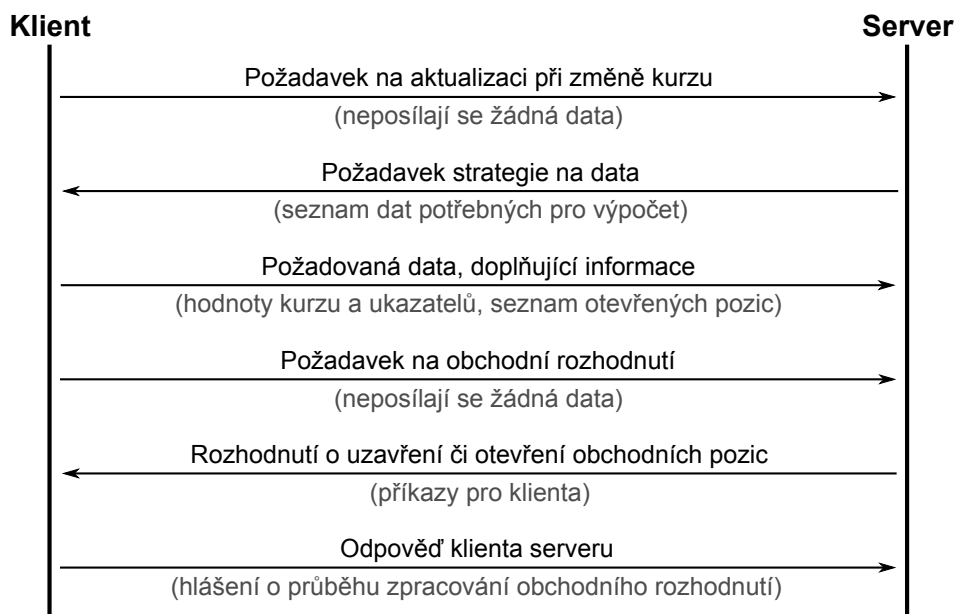 Klient
Server
Požadavek na aktualizaci při změně kurzu
(neposílají se žádná data)
Požadavek strategie na data
(seznam dat potřebných pro výpočet)
Požadovaná data, doplňující informace
(hodnoty kurzu a ukazatelů, seznam otevřených pozic)
Požadavek na obchodní rozhodnutí
(neposílají se žádná data)
Rozhodnutí o uzavření či otevření obchodních pozic
(příkazy pro klienta)
Odpověď klienta serveru
(hlášení o průběhu zpracování obchodního rozhodnutí)